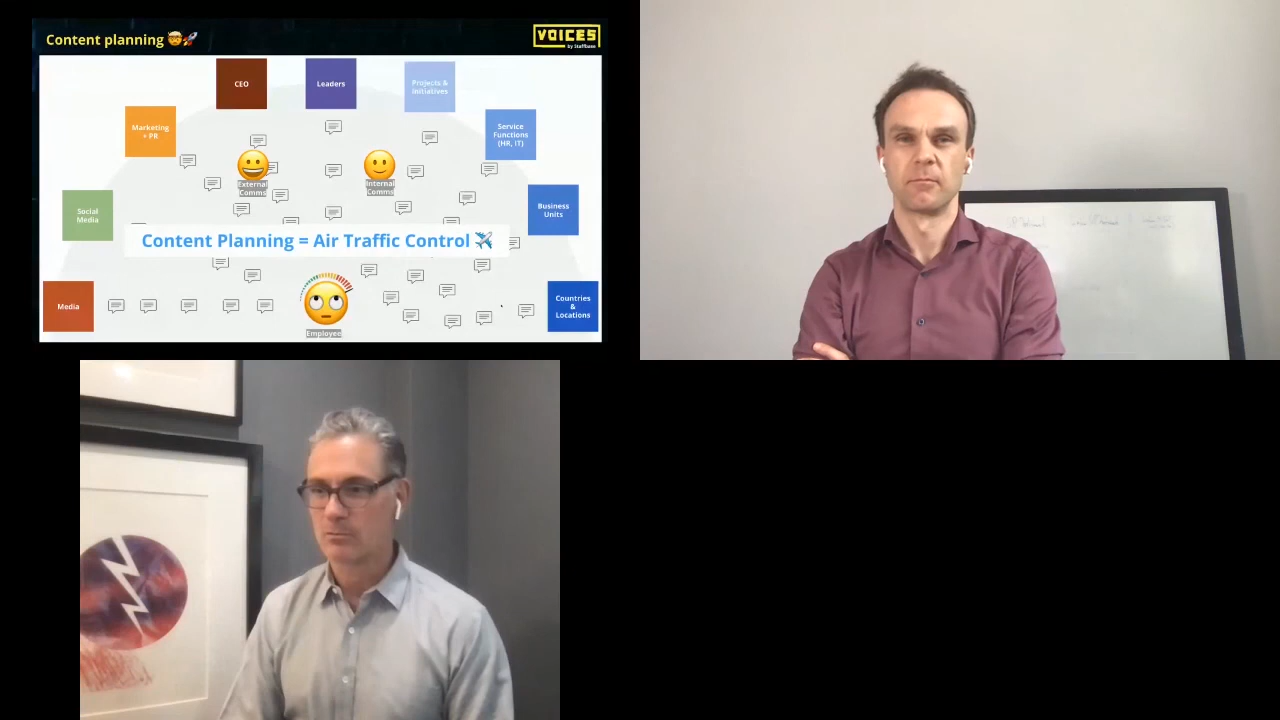 Content planning
VOICES
by Staffbase
CEO
Leaders
Projects &
Initiatives
Marketing
+ PR
Service
Functions
(HR, IT)
External
Comms
Internal
Comms
Social
Media
Business
Units
Content Planning = Air Traffic Control
Media
Countries
&
Locations
Employee